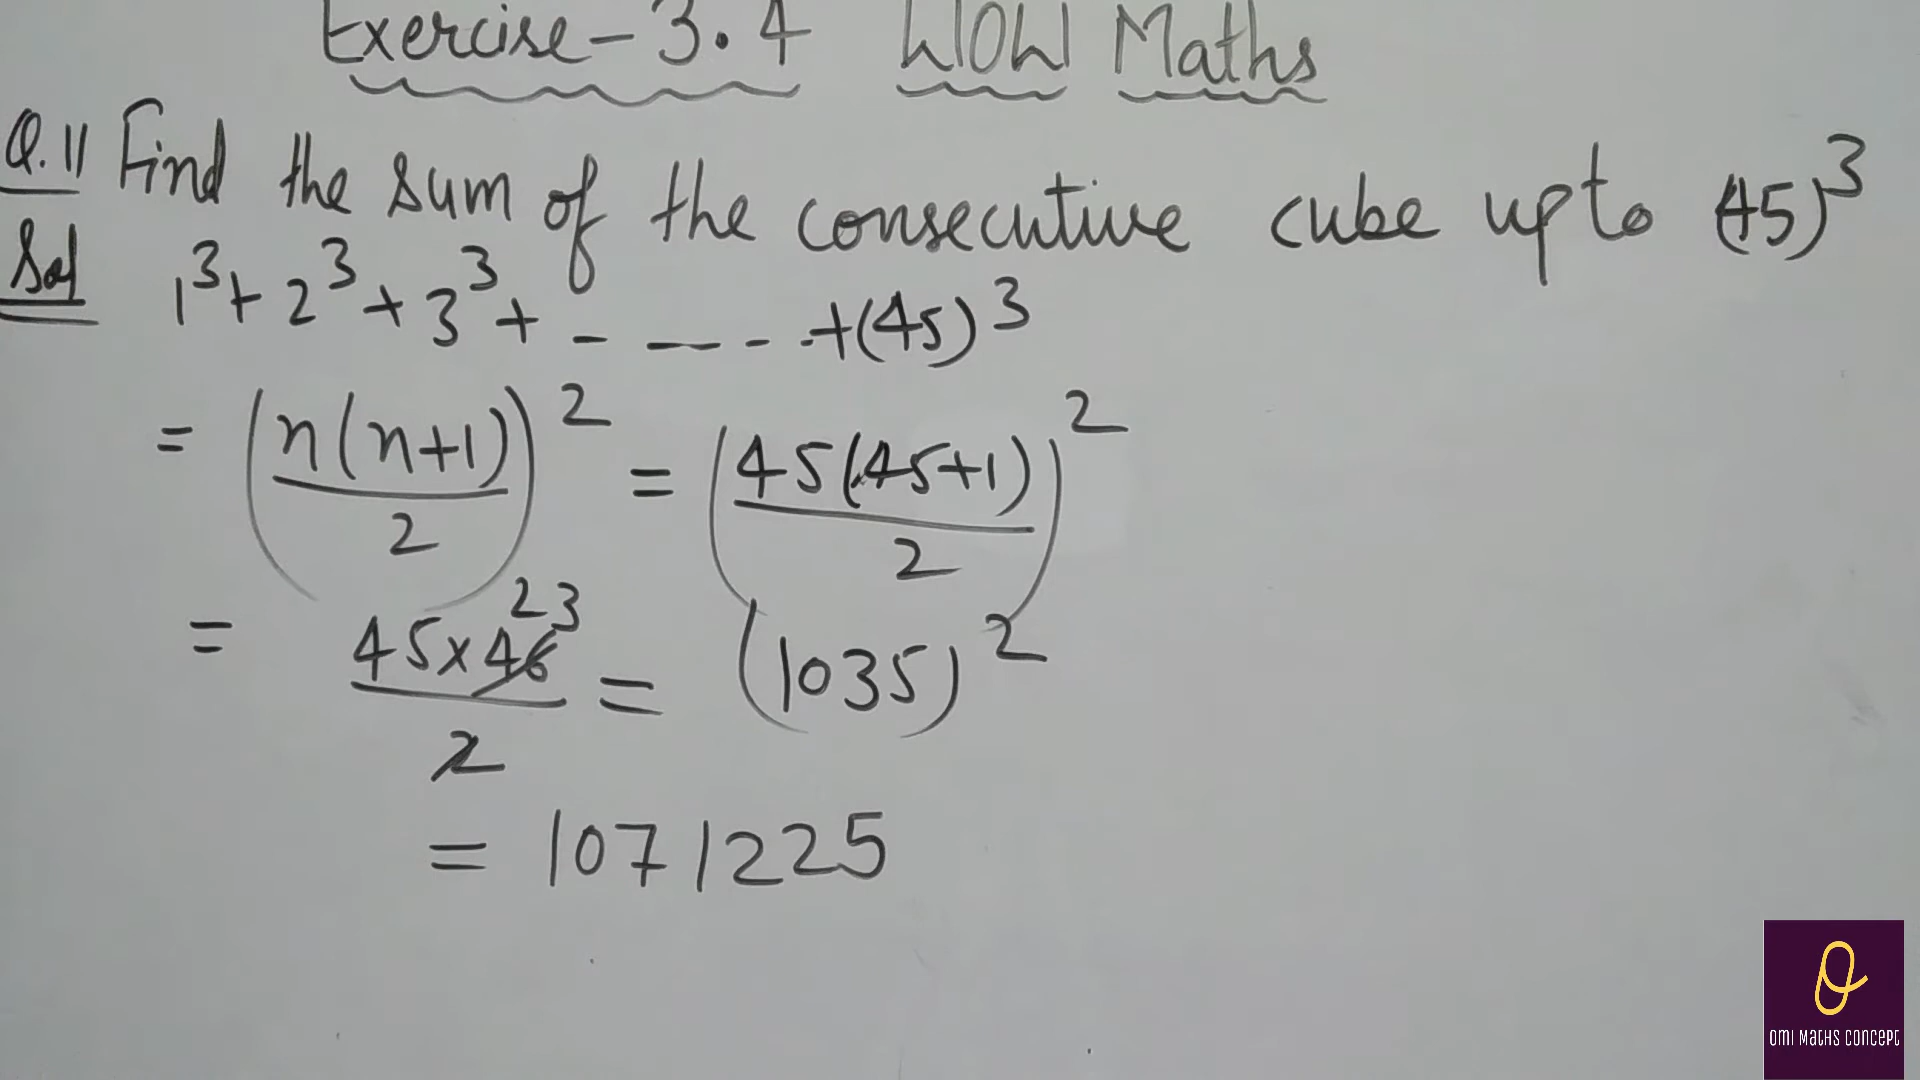 Exercise-3.4 WOW Maths
Q.11 Find the sum of the consecutive cube upto (45)³
Sol 1³+2³+3³+ - — - - - +(45)³
= (n(n+1)/2)² = (45(45+1)/2)²
= 45×46/2 23 = (1035)²
= 1071225
OMI MATHS CONCEPT